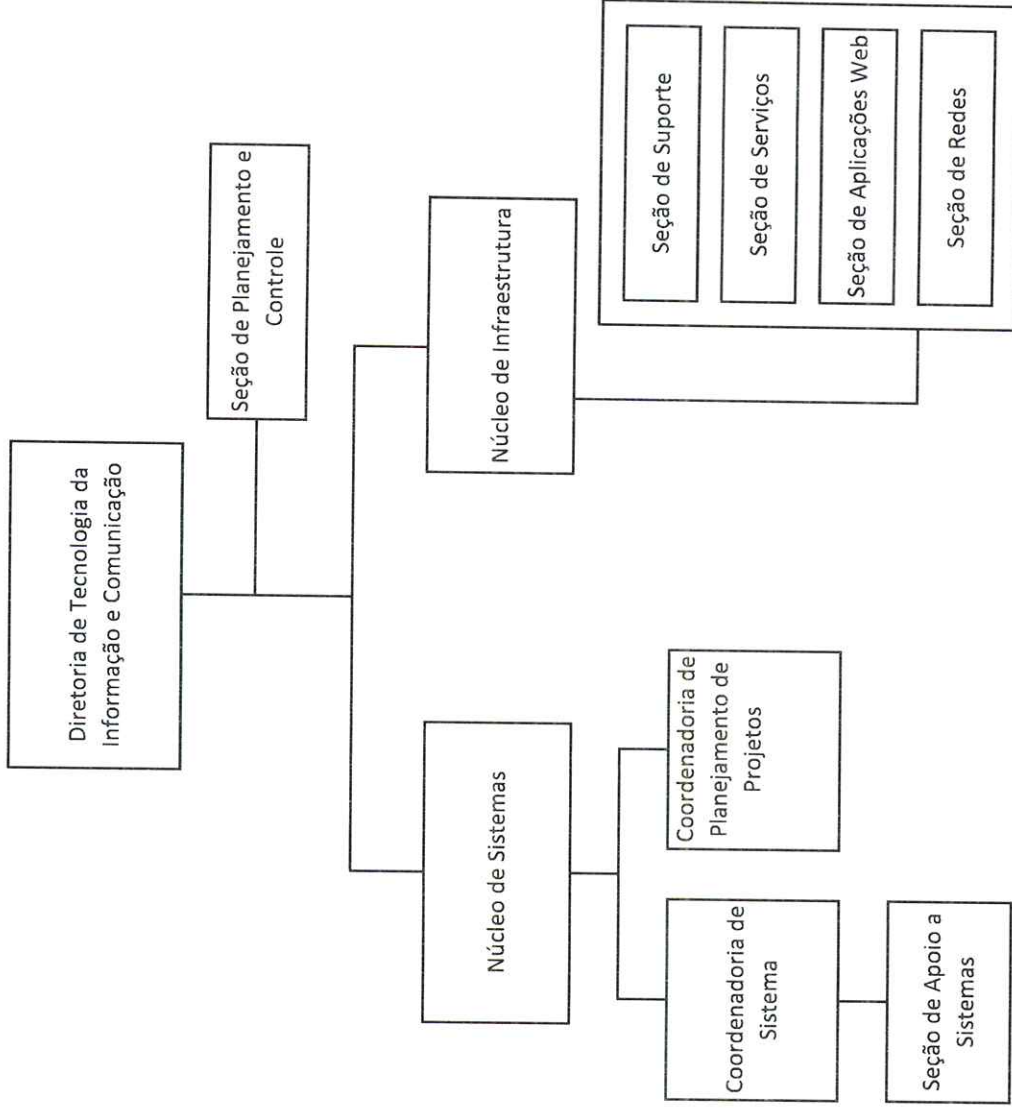 Diretoria de Tecnologia da
Informação e Comunicação
Seção de Planejamento e
Controle
Núcleo de Sistemas
Núcleo de Infraestrutura
Coordenadoria de
Sistema
Coordenadoria de
Planejamento de
Projetos
Seção de Apoio a
Sistemas
Seção de Suporte
Seção de Serviços
Seção de Aplicações Web
Seção de Redes